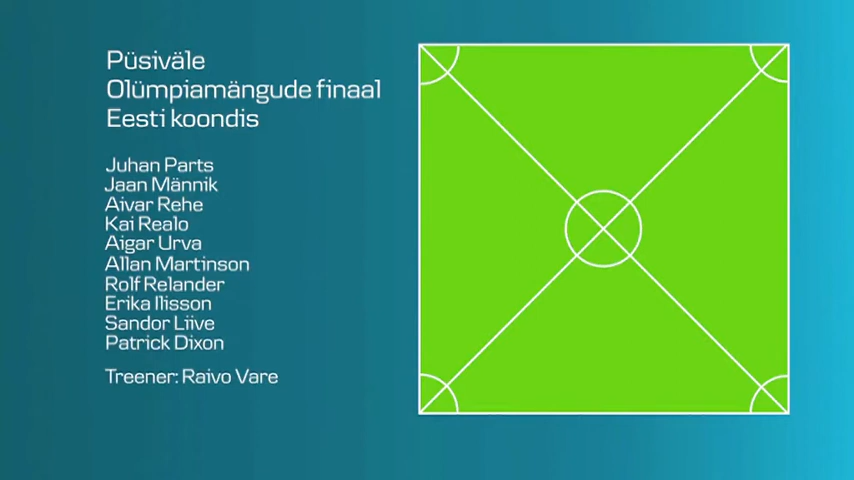 Püsiväle
Olümpiamängude finaal
Eesti koondis
Juhan Parts
Jaan Männik
Aivar Rehe
Kai Realo
Aigar Urva
Allan Martinson
Rolf Relander
Erika Ilisson
Sandor Liive
Patrick Dixon
Treener: Raivo Vare